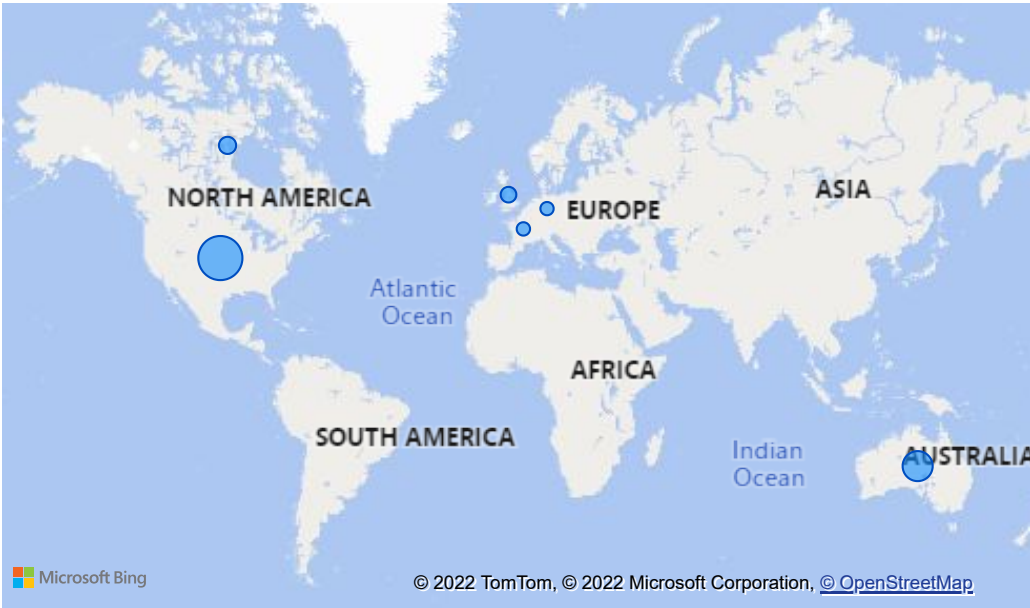 NORTH AMERICA
EUROPE
ASIA
Atlantic
Ocean
AFRICA
SOUTH AMERICA
Indian
Ocean
AUSTRALIA
Microsoft Bing
© 2022 TomTom, © 2022 Microsoft Corporation, © OpenStreetMap